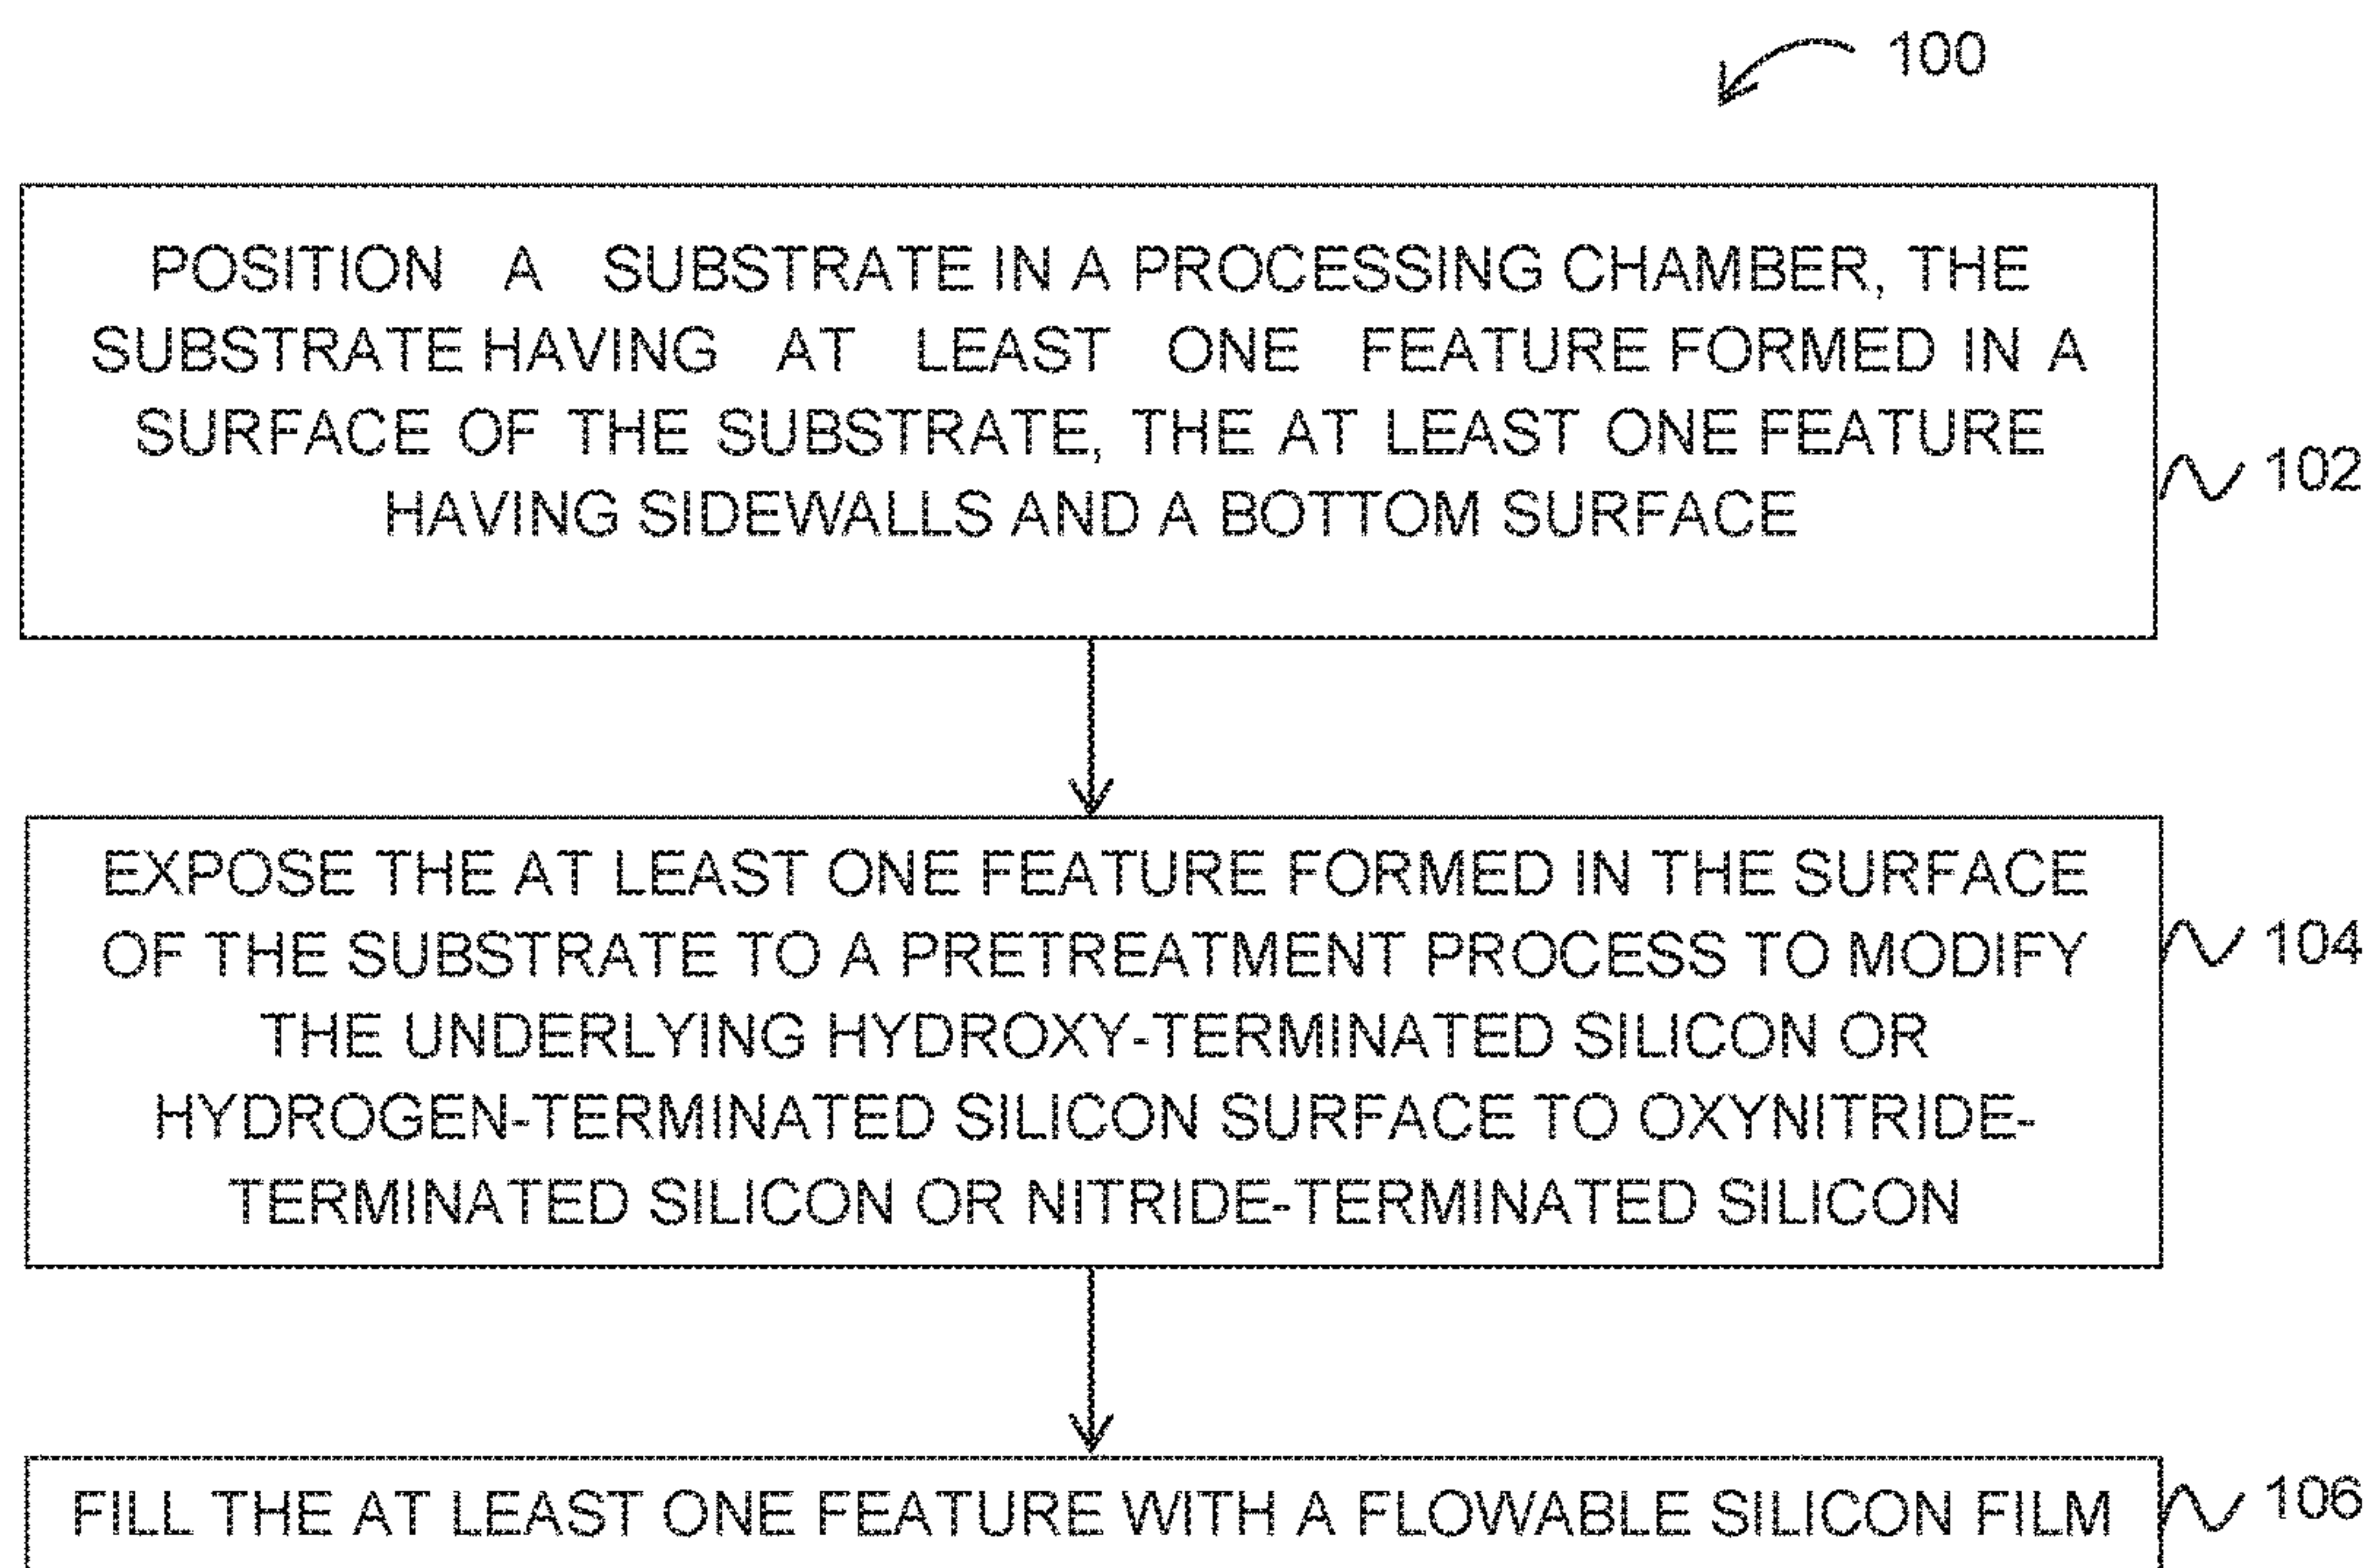 100
POSITION A SUBSTRATE IN A PROCESSING CHAMBER, THE
SUBSTRATE HAVING AT LEAST ONE FEATURE FORMED IN A
SURFACE OF THE SUBSTRATE, THE AT LEAST ONE FEATURE
HAVING SIDEWALLS AND A BOTTOM SURFACE
102
EXPOSE THE AT LEAST ONE FEATURE FORMED IN THE SURFACE
OF THE SUBSTRATE TO A PRETREATMENT PROCESS TO MODIFY
THE UNDERLYING HYDROXY-TERMINATED SILICON OR
HYDROGEN-TERMINATED SILICON SURFACE TO OXYNITRIDE-
TERMINATED SILICON OR NITRIDE-TERMINATED SILICON
104
FILL THE AT LEAST ONE FEATURE WITH A FLOWABLE SILICON FILM
106